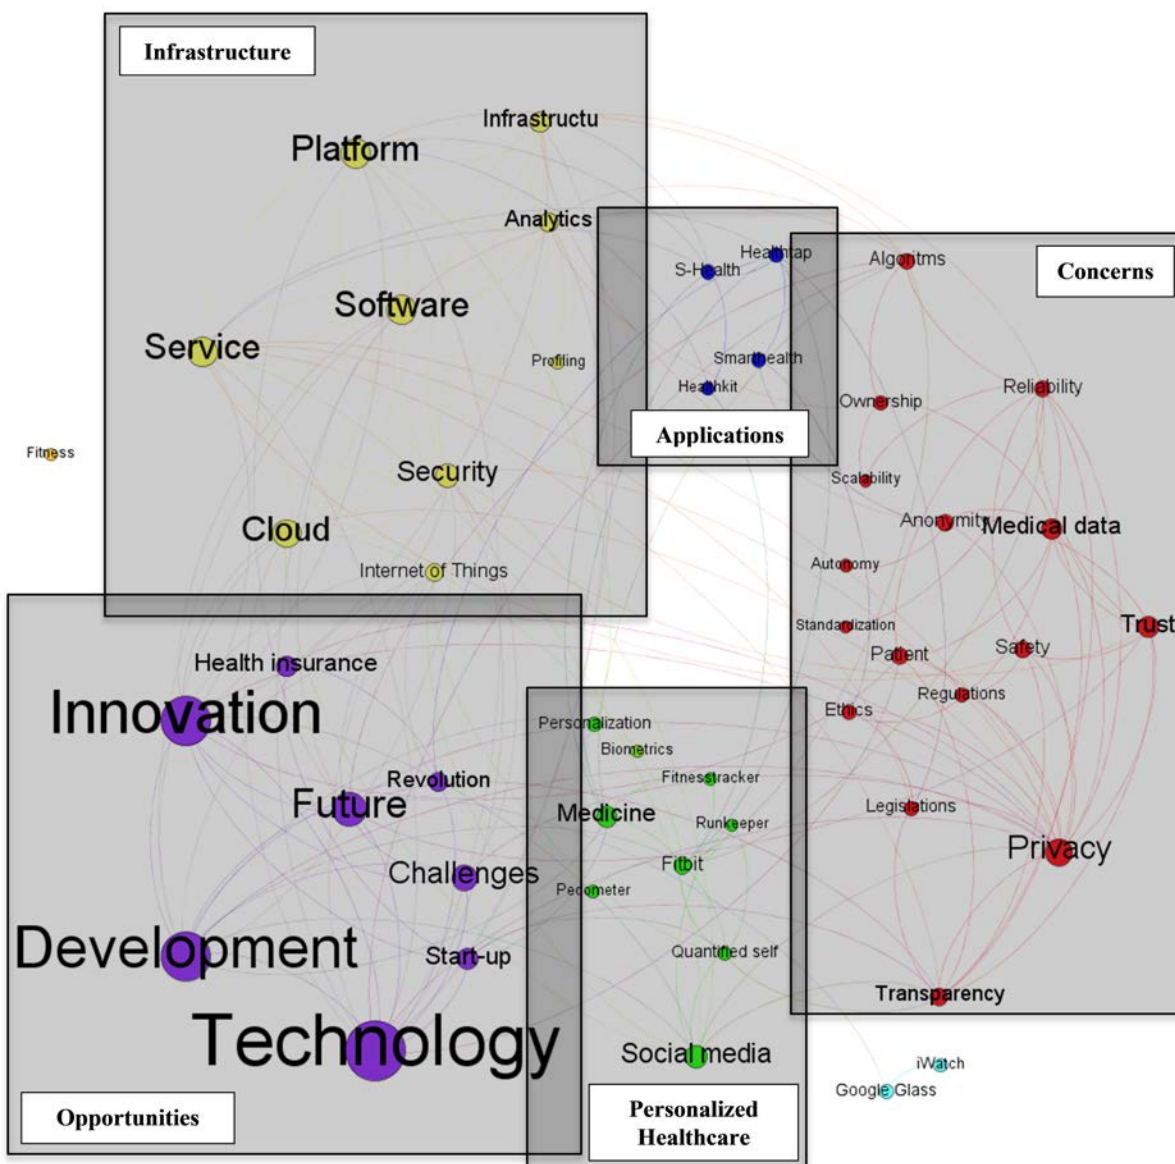 Infrastructure
Infrastructu
Platform
Analytics
Software
Service
Profiling
Security
Cloud
Internet of Things
Fitness
Healthtap
S-Health
Smarthealth
Healthkit
Applications
Concerns
Algoritms
Reliability
Ownership
Scalability
Anonymity
Medical data
Autonomy
Standardization
Trust
Patient
Safety
Regulations
Ethics
Legislations
Privacy
Transparency
Health insurance
Innovation
Revolution
Future
Challenges
Development
Start-up
Technology
Opportunities
Personalization
Biometrics
Fitnesstracker
Medicine
Runkeeper
Fitbit
Pedometer
Quantified self
Social media
Personalized
Healthcare
iWatch
Google Glass